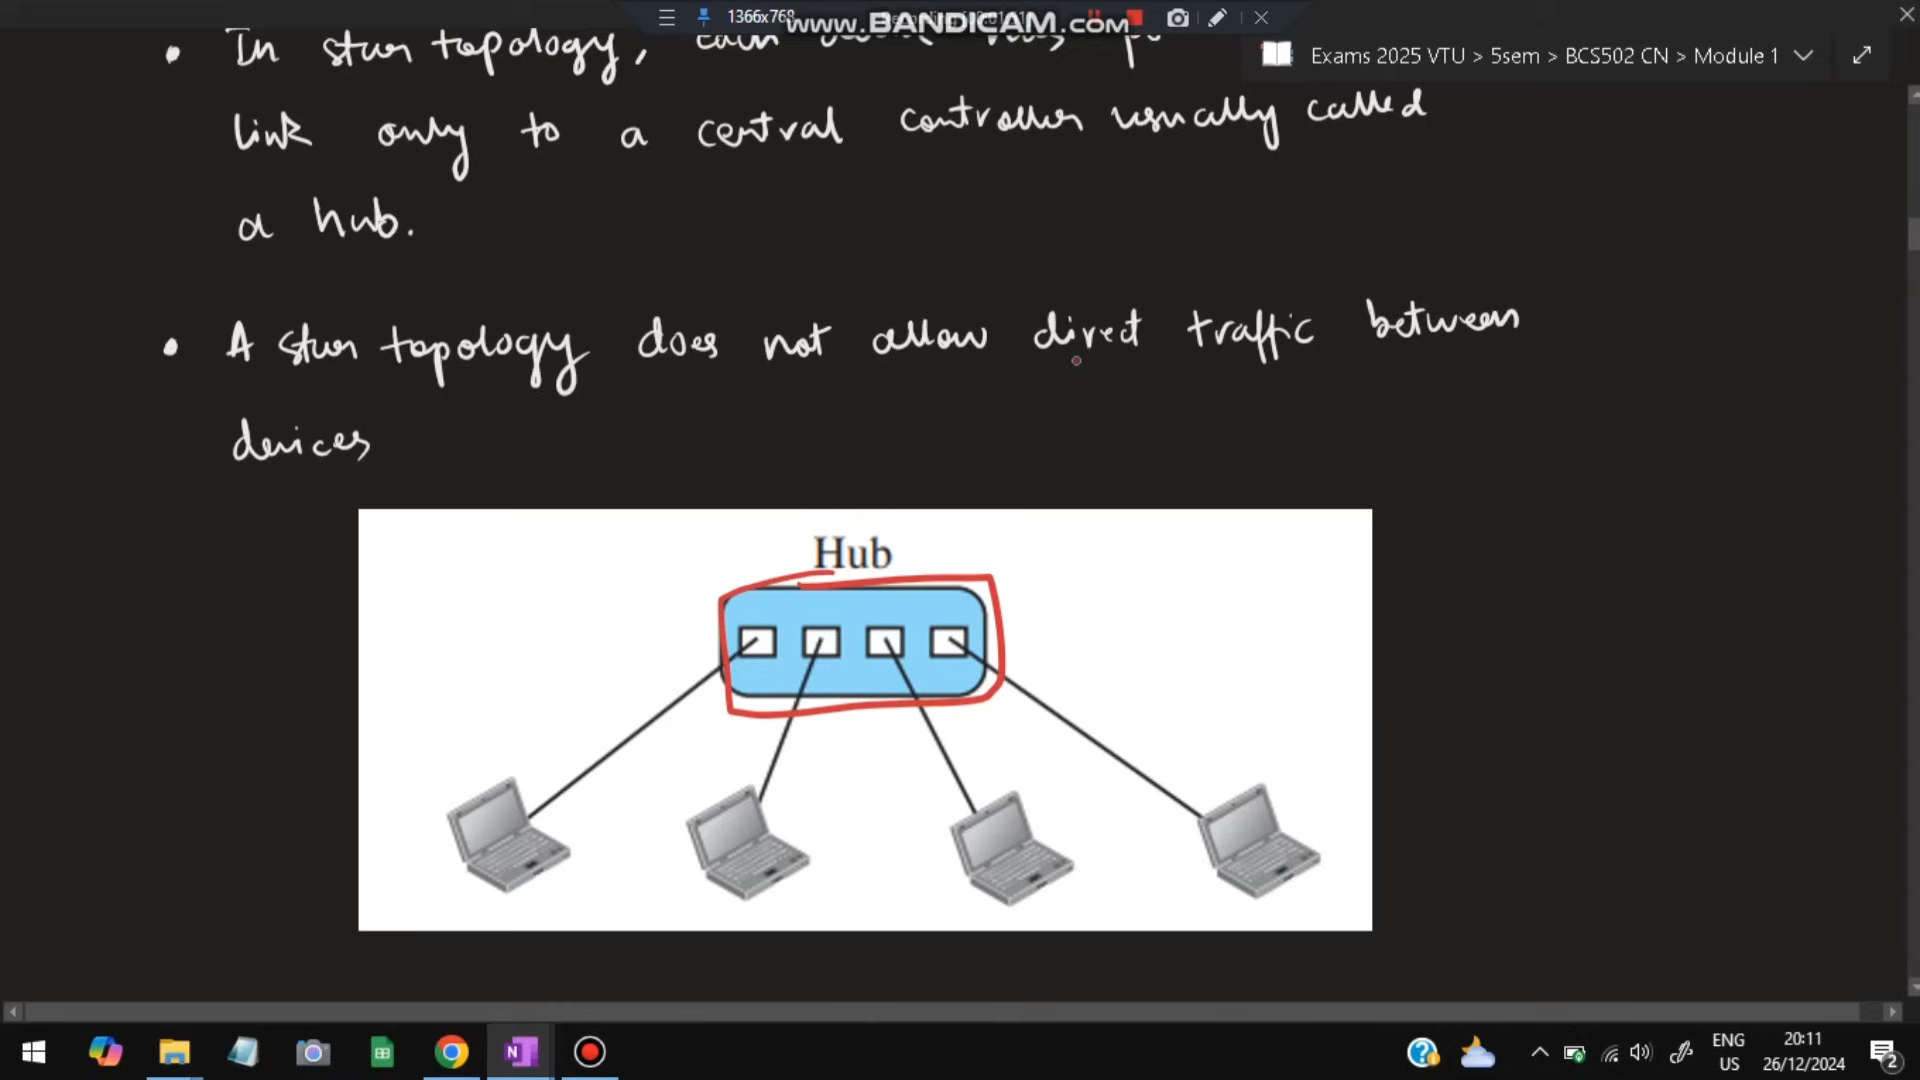 1366x768
www.BANDICAM.com
Exams 2025 VTU > 5sem > BCS502 CN > Module 1
• In star topology, each
link only to a central controller usually called
a hub.
• A star topology does not allow direct traffic between
devices
Hub
ENG
US
20:11
26/12/2024
2